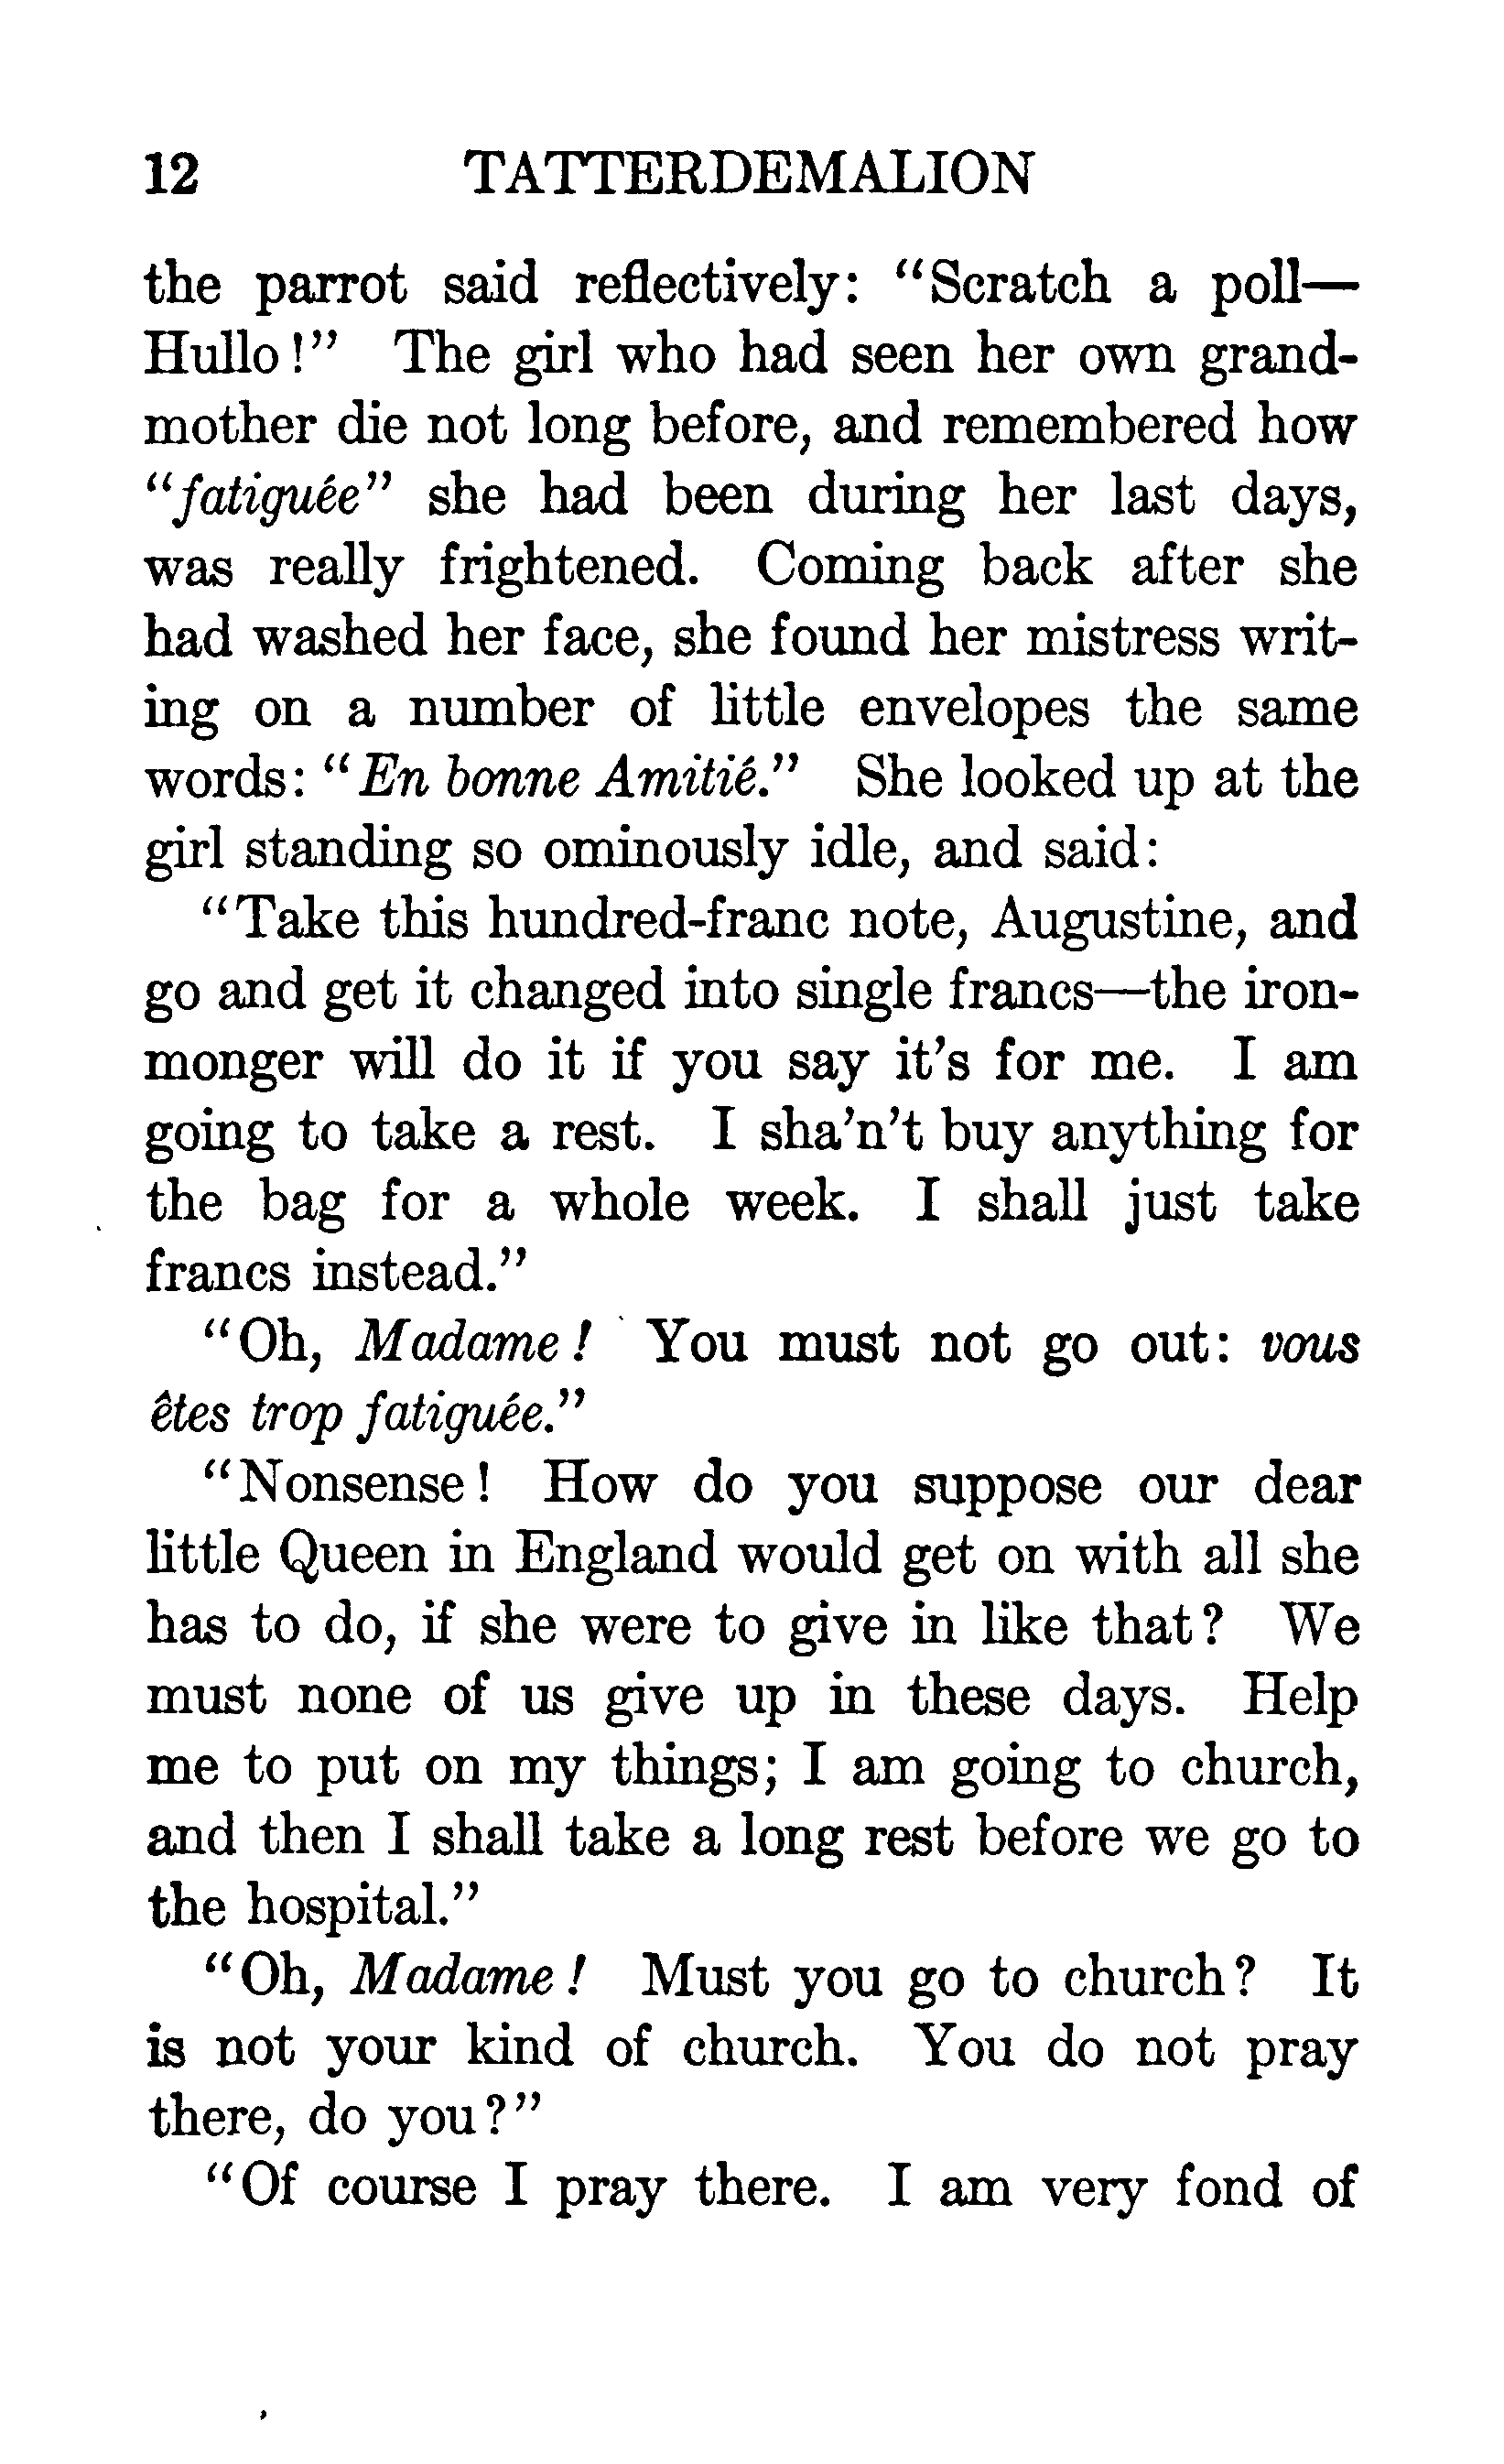 12 TATTERDEMALION
the parrot said reflectively: "Scratch a poll—
Hullo!" The girl who had seen her own grand-
mother die not long before, and remembered how
"fatiguée" she had been during her last days,
was really frightened. Coming back after she
had washed her face, she found her mistress writ-
ing on a number of little envelopes the same
words: "En bonne Amitié." She looked up at the
girl standing so ominously idle, and said:
"Take this hundred-franc note, Augustine, and
go and get it changed into single francs—the iron-
monger will do it if you say it's for me. I am
going to take a rest. I sha'n't buy anything for
the bag for a whole week. I shall just take
francs instead."
"Oh, Madame! You must not go out: vous
êtes trop fatiguée."
"Nonsense! How do you suppose our dear
little Queen in England would get on with all she
has to do, if she were to give in like that? We
must none of us give up in these days. Help
me to put on my things; I am going to church,
and then I shall take a long rest before we go to
the hospital."
"Oh, Madame! Must you go to church? It
is not your kind of church. You do not pray
there, do you?"
"Of course I pray there. I am very fond of